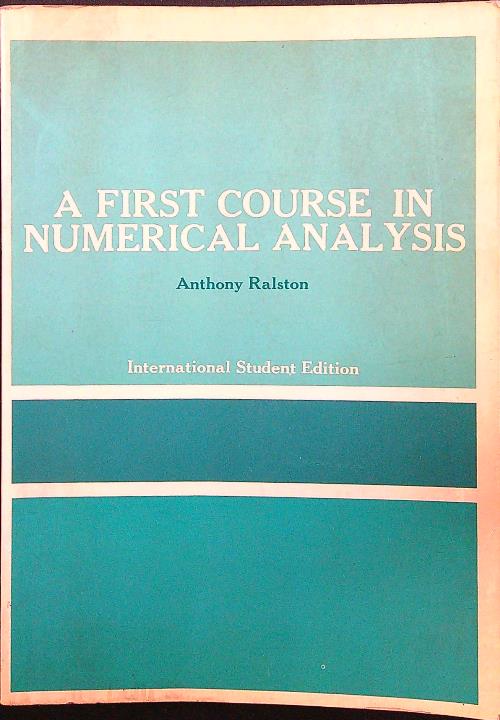 A FIRST COURSE IN
NUMERICAL ANALYSIS
Anthony Ralston
International Student Edition